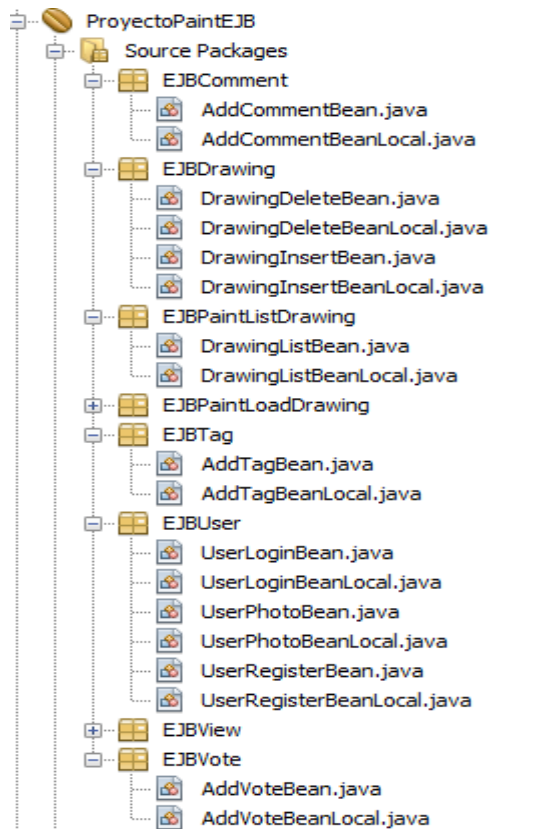 ProyectoPaintEJB
Source Packages
EJBComment
AddCommentBean.java
AddCommentBeanLocal.java
EJBDrawing
DrawingDeleteBean.java
DrawingDeleteBeanLocal.java
DrawingInsertBean.java
DrawingInsertBeanLocal.java
EJBPaintListDrawing
DrawingListBean.java
DrawingListBeanLocal.java
EJBPaintLoadDrawing
EJBTag
AddTagBean.java
AddTagBeanLocal.java
EJBUser
UserLoginBean.java
UserLoginBeanLocal.java
UserPhotoBean.java
UserPhotoBeanLocal.java
UserRegisterBean.java
UserRegisterBeanLocal.java
EJBView
EJBVote
AddVoteBean.java
AddVoteBeanLocal.java